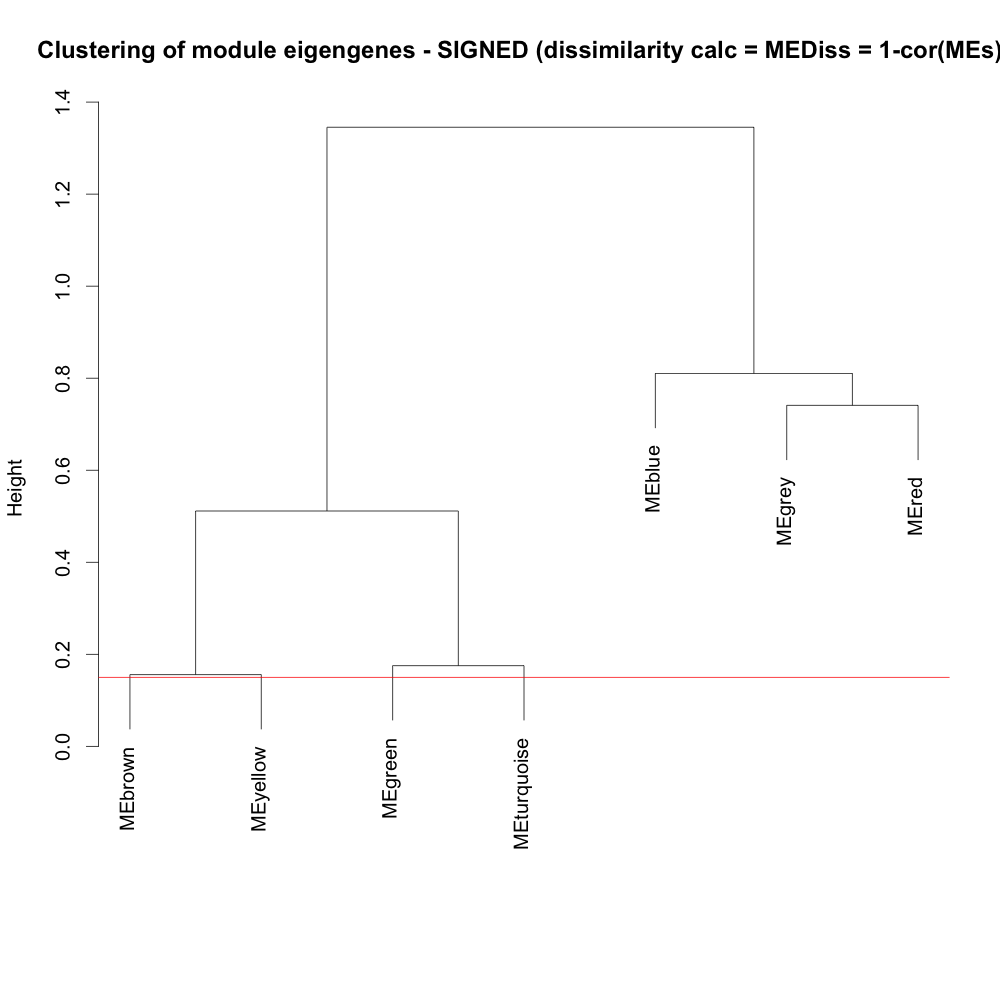 Clustering of module eigengenes - SIGNED (dissimilarity calc = MEDiss = 1-cor(MEs)
Height
1.4
1.2
1.0
0.8
0.6
0.4
0.2
0.0
MEblue
MEgrey
MEred
MEbrown
MEyellow
MEgreen
MEturquoise